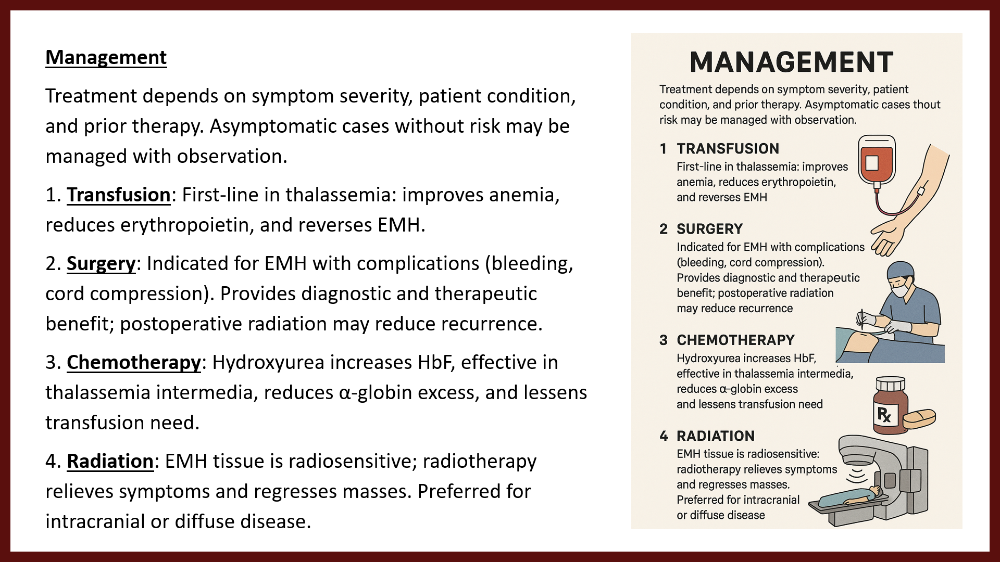 Management
Treatment depends on symptom severity, patient condition,
and prior therapy. Asymptomatic cases without risk may be
managed with observation.
1. Transfusion: First-line in thalassemia: improves anemia,
reduces erythropoietin, and reverses EMH.
2. Surgery: Indicated for EMH with complications (bleeding,
cord compression). Provides diagnostic and therapeutic
benefit; postoperative radiation may reduce recurrence.
3. Chemotherapy: Hydroxyurea increases HbF, effective in
thalassemia intermedia, reduces α-globin excess, and lessens
transfusion need.
4. Radiation: EMH tissue is radiosensitive; radiotherapy
relieves symptoms and regresses masses. Preferred for
intracranial or diffuse disease.
MANAGEMENT
Treatment depends on symptom severity, patient
condition, and prior therapy. Asymptomatic cases thout
risk may be managed with observation.
1 TRANSFUSION
First-line in thalassemia: improves
anemia, reduces erythropoietin,
and reverses EMH
2 SURGERY
Indicated for EMH with complications
(bleeding, cord compression).
Provides diagnostic and therapeutic
benefit; postoperative radiation
may reduce recurrence
3 CHEMOTHERAPY
Hydroxyurea increases HbF,
effective in thalassemia intermedia,
reduces α-globin excess
and lessens transfusion need
Rx
4 RADIATION
EMH tissue is radiosensitive:
radiotherapy relieves symptoms
and regresses masses.
Preferred for intracranial
or diffuse disease